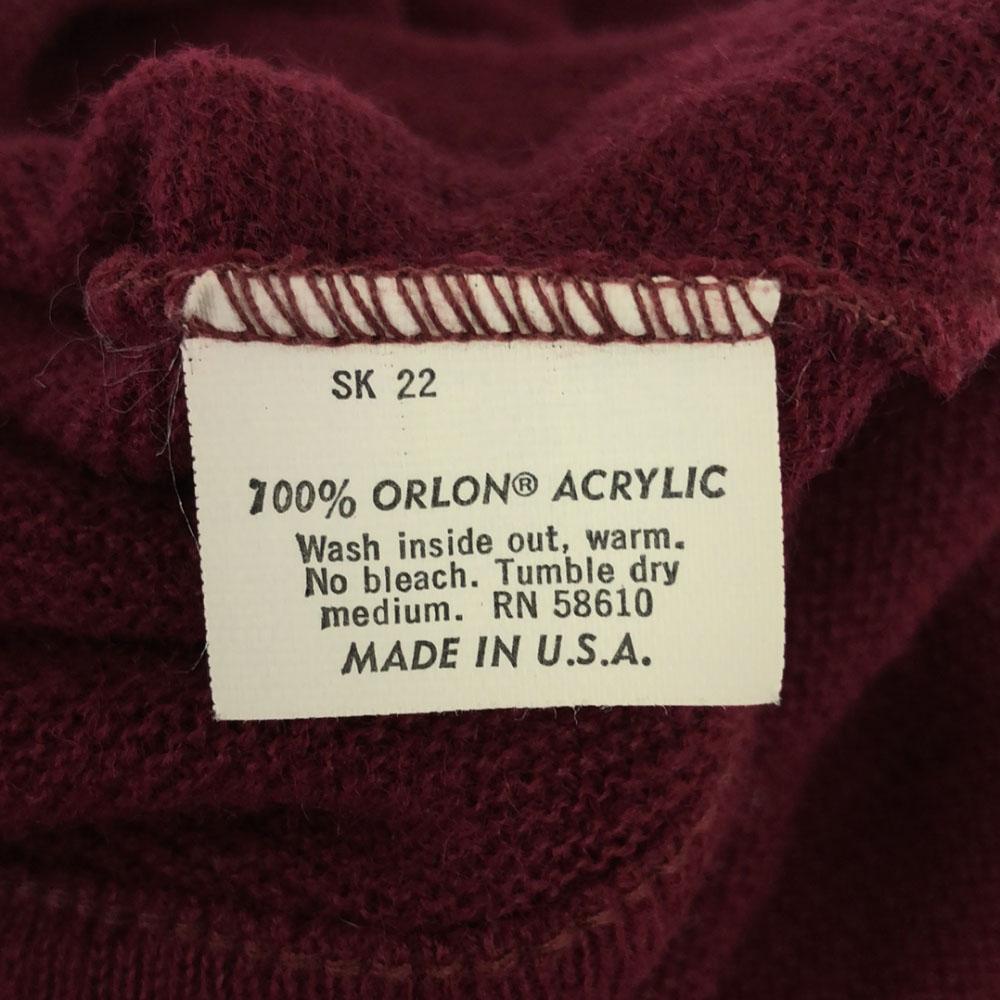 SK 22
100% ORLON® ACRYLIC
Wash inside out, warm.
No bleach. Tumble dry
medium. RN 58610
MADE IN U.S.A.